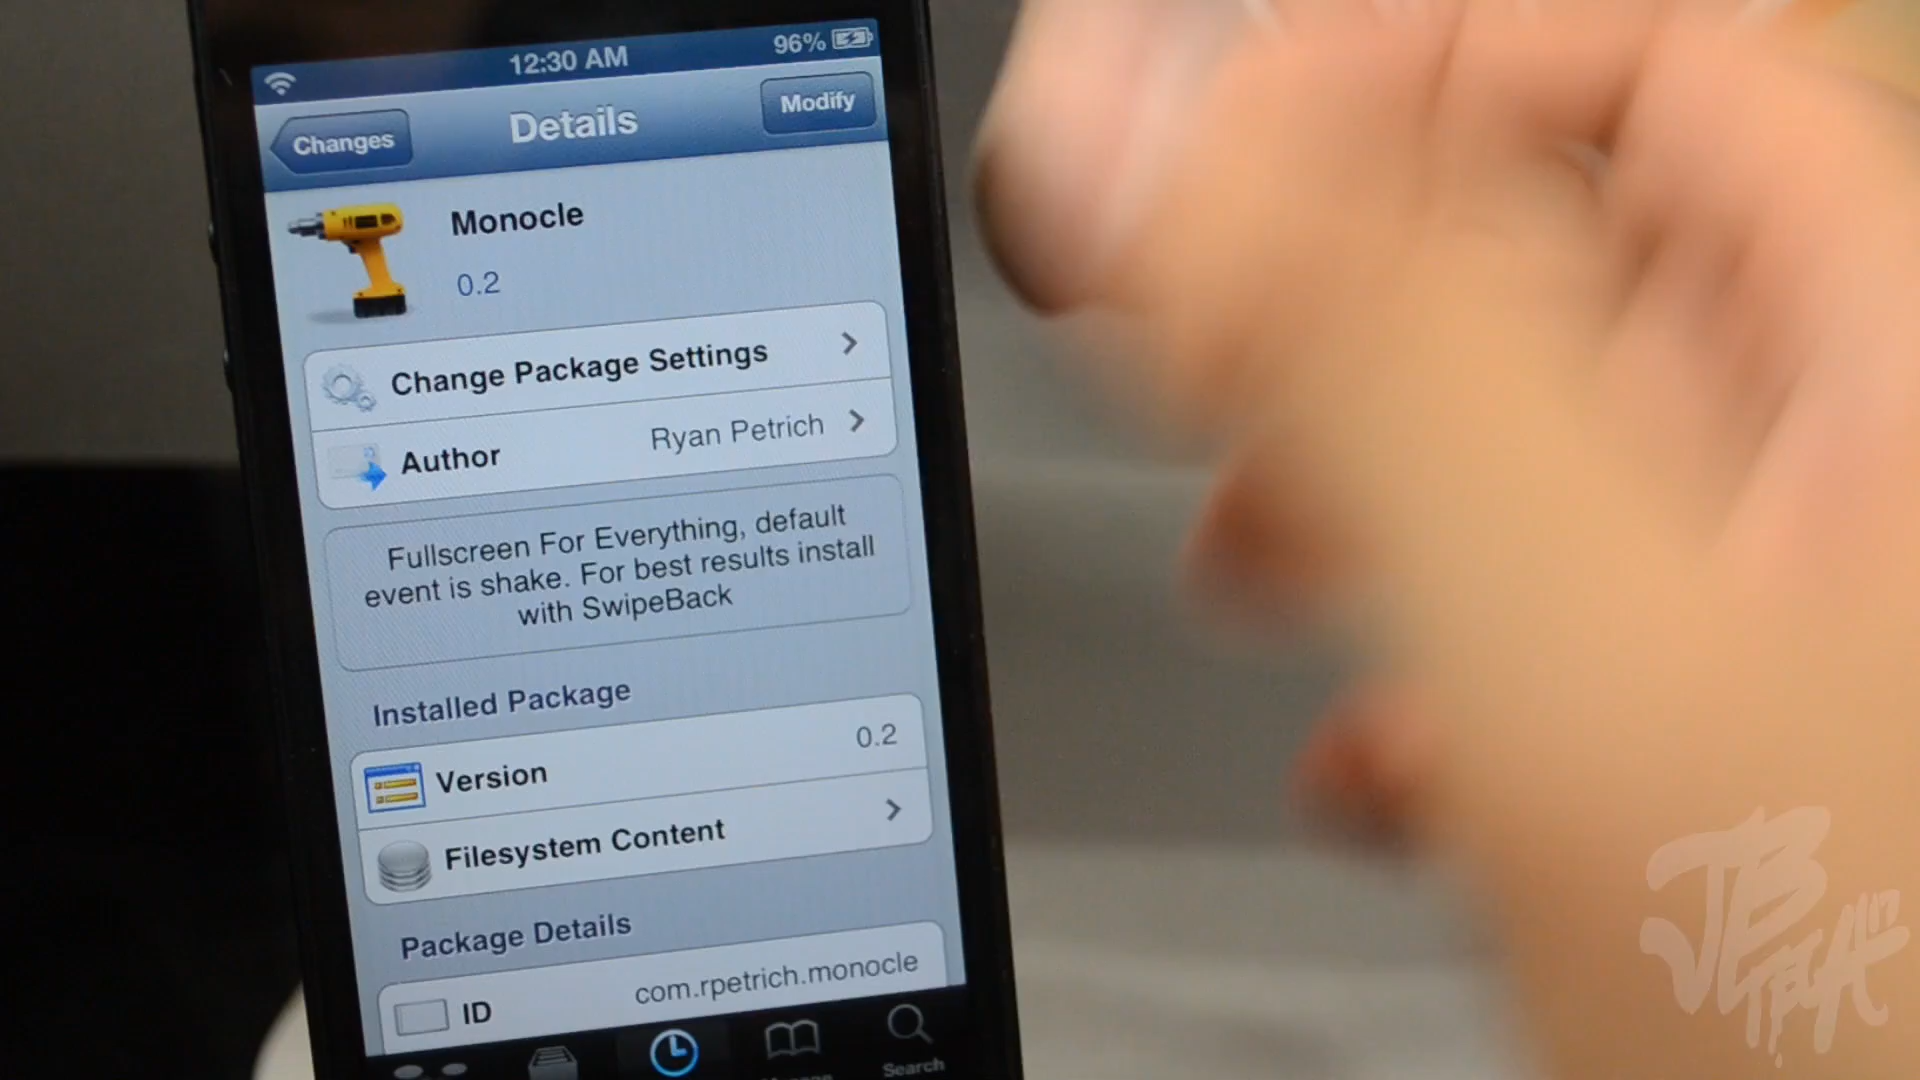 12:30 AM
96%
Changes
Details
Modify
Monocle
0.2
Change Package Settings
Author
Ryan Petrich
Fullscreen For Everything, default
event is shake. For best results install
with SwipeBack
Installed Package
Version
0.2
Filesystem Content
Package Details
ID
com.rpetrich.monocle
Search